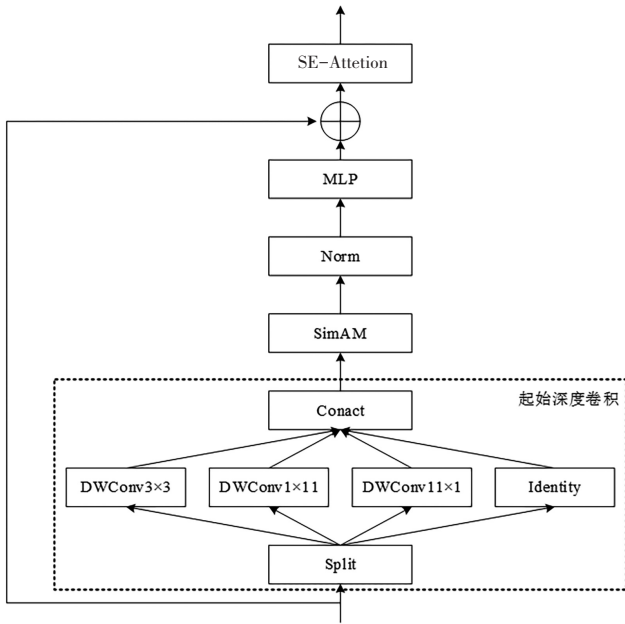 SE-Attetion
MLP
Norm
SimAM
起始深度卷积
Conact
DWConv3×3
DWConv1×11
DWConv11×1
Identity
Split